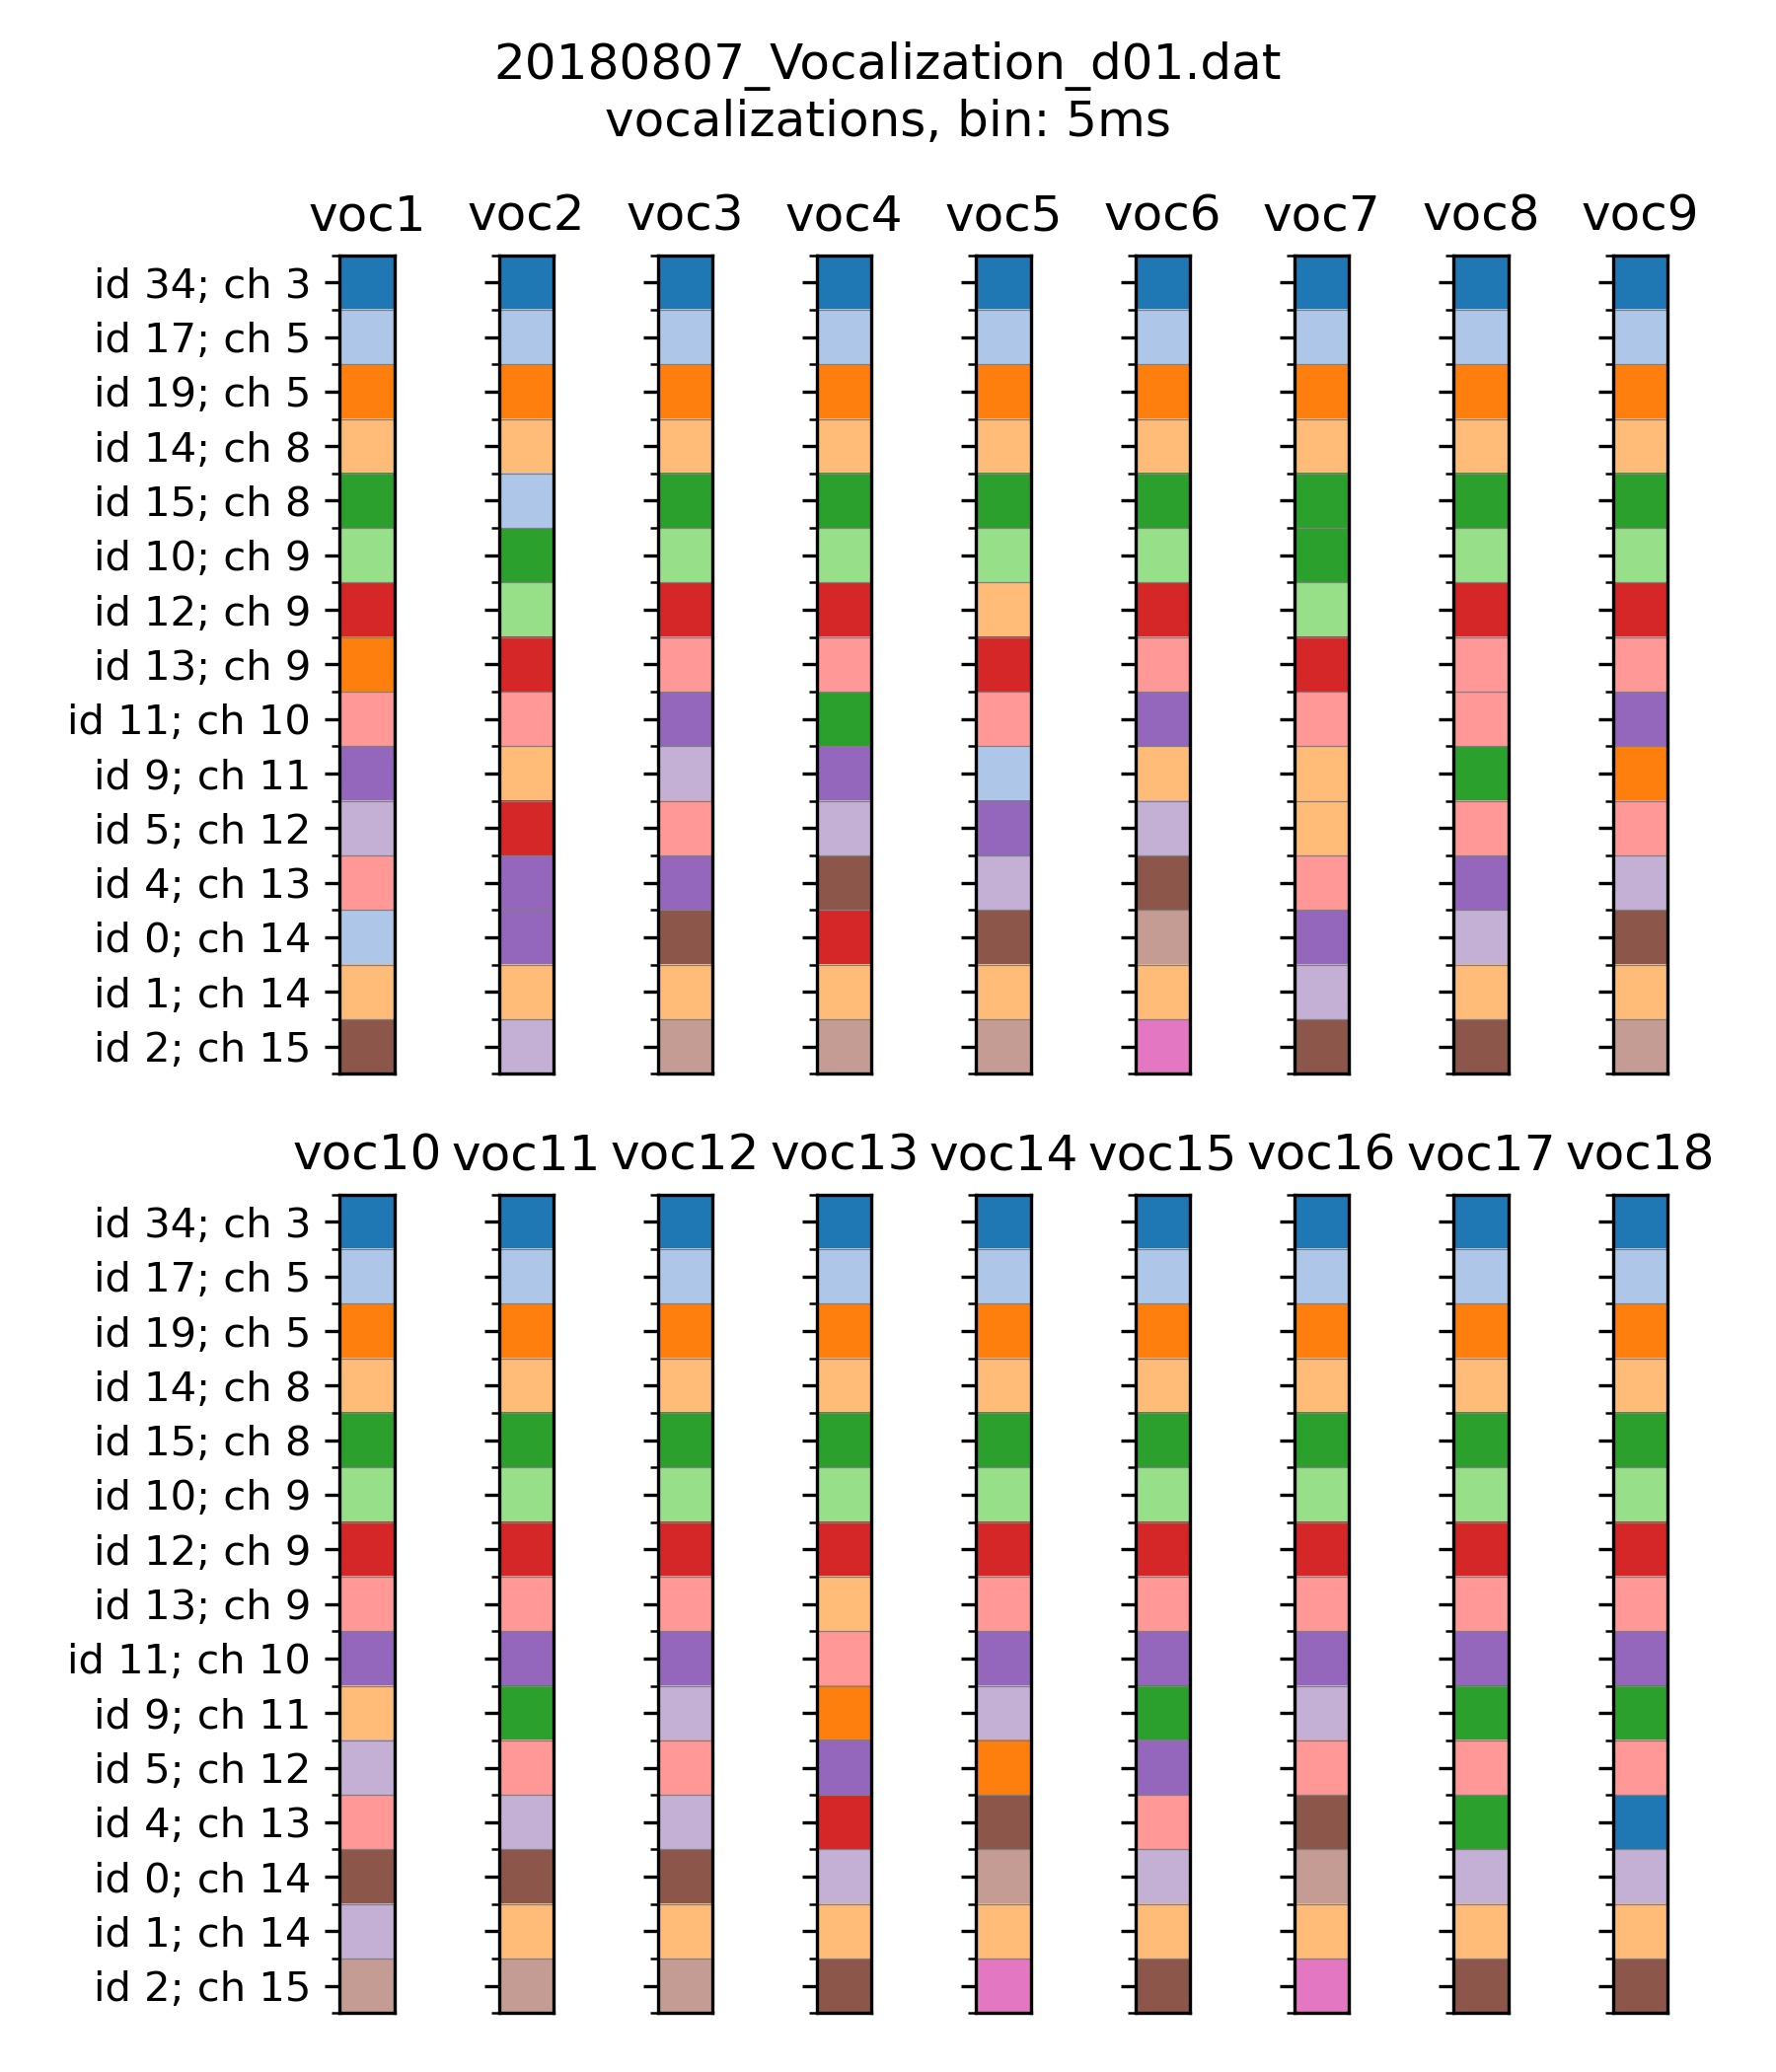 20180807_Vocalization_d01.dat
vocalizations, bin: 5ms
voc1 voc2 voc3 voc4 voc5 voc6 voc7 voc8 voc9
id 34; ch 3
id 17; ch 5
id 19; ch 5
id 14; ch 8
id 15; ch 8
id 10; ch 9
id 12; ch 9
id 13; ch 9
id 11; ch 10
id 9; ch 11
id 5; ch 12
id 4; ch 13
id 0; ch 14
id 1; ch 14
id 2; ch 15
voc10 voc11 voc12 voc13 voc14 voc15 voc16 voc17 voc18
id 34; ch 3
id 17; ch 5
id 19; ch 5
id 14; ch 8
id 15; ch 8
id 10; ch 9
id 12; ch 9
id 13; ch 9
id 11; ch 10
id 9; ch 11
id 5; ch 12
id 4; ch 13
id 0; ch 14
id 1; ch 14
id 2; ch 15